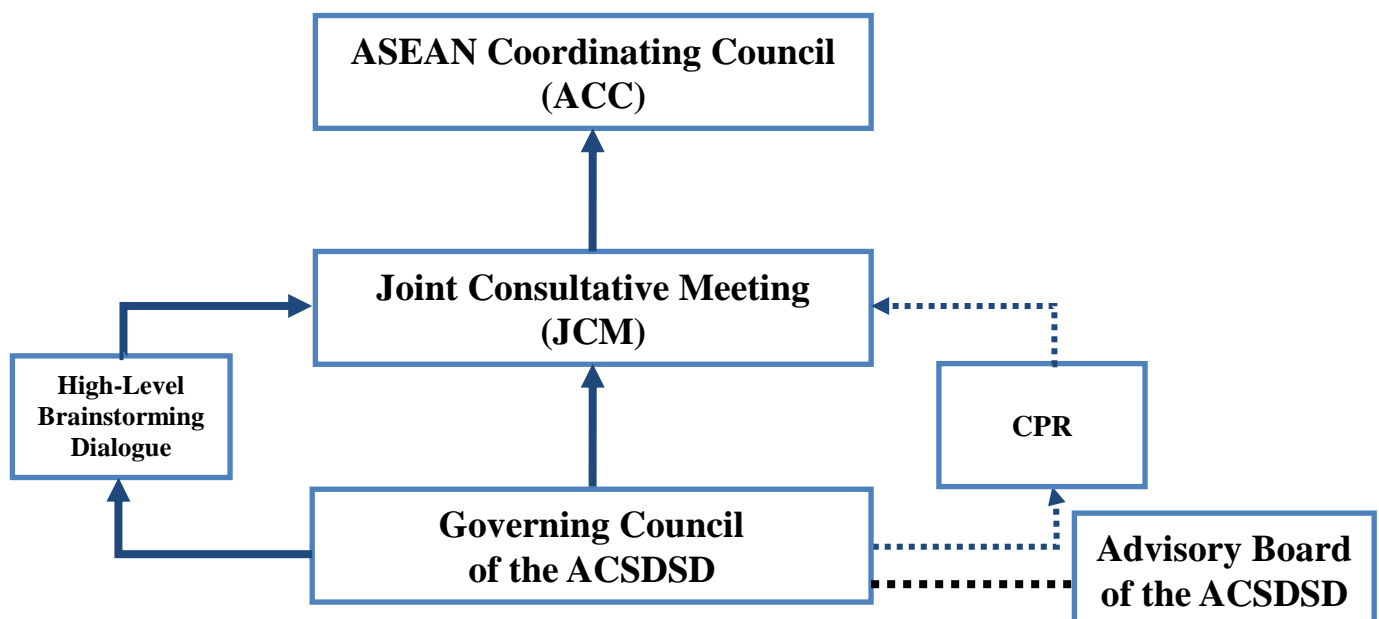 ASEAN Coordinating Council
(ACC)
Joint Consultative Meeting
(JCM)
High-Level
Brainstorming
Dialogue
CPR
Governing Council
of the ACSDSD
Advisory Board
of the ACSDSD